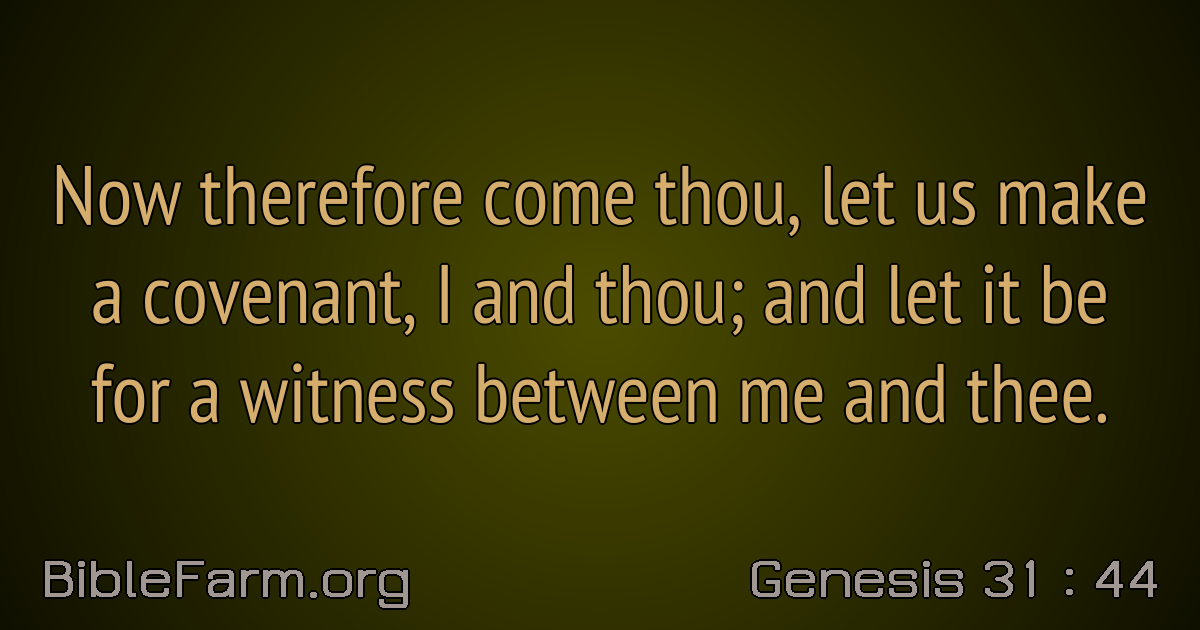 Now therefore come thou, let us make
a covenant, I and thou; and let it be
for a witness between me and thee.
BibleFarm.org
Genesis 31 : 44